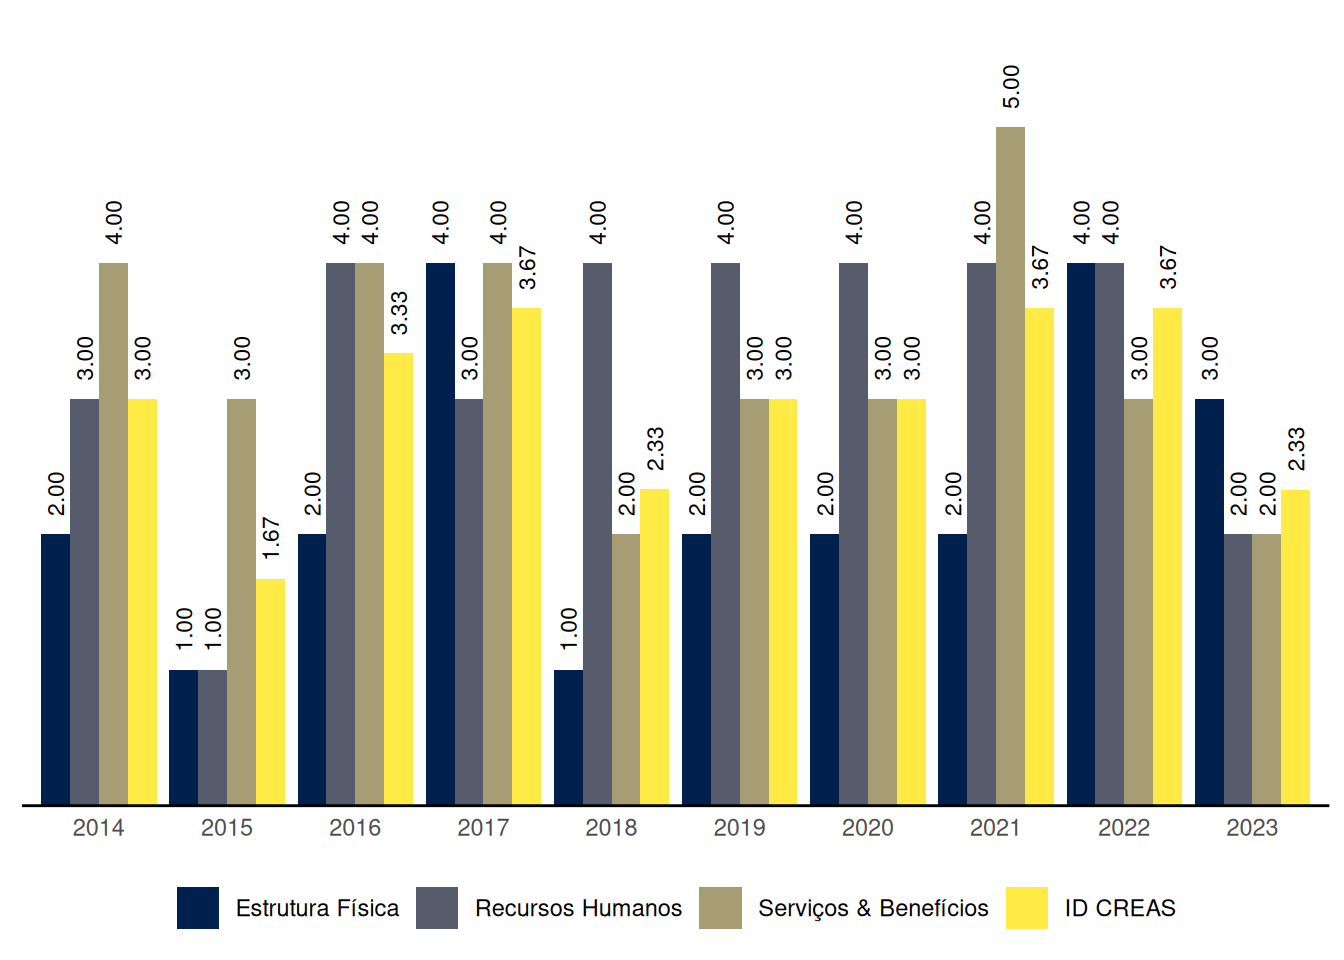 2.00 3.00 4.00 3.00
1.00 1.00 3.00 1.67
2.00 4.00 4.00 3.33
4.00 3.00 4.00 3.67
1.00 4.00 2.00 2.33
2.00 4.00 3.00 3.00
2.00 4.00 3.00 3.00
2.00 4.00 5.00 3.67
4.00 4.00 3.00 3.67
3.00 2.00 2.00 2.33
2014 2015 2016 2017 2018 2019 2020 2021 2022 2023
Estrutura Física Recursos Humanos Serviços & Benefícios ID CREAS